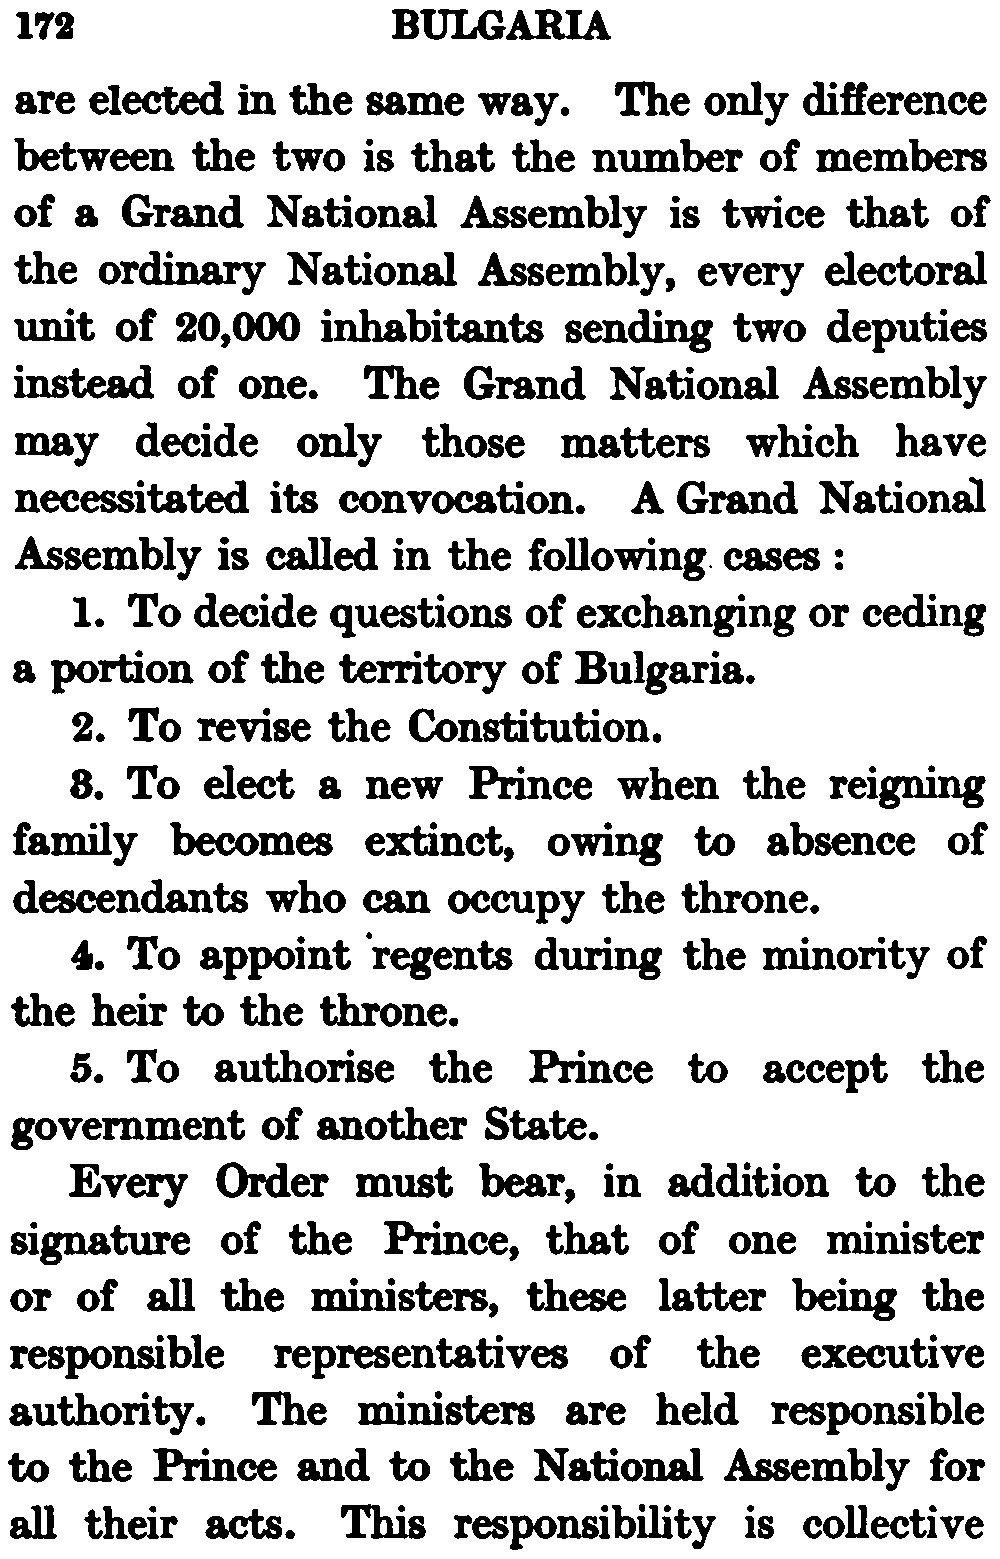 172 BULGARIA
are elected in the same way. The only difference
between the two is that the number of members
of a Grand National Assembly is twice that of
the ordinary National Assembly, every electoral
unit of 20,000 inhabitants sending two deputies
instead of one. The Grand National Assembly
may decide only those matters which have
necessitated its convocation. A Grand National
Assembly is called in the following cases :
1. To decide questions of exchanging or ceding
a portion of the territory of Bulgaria.
2. To revise the Constitution.
3. To elect a new Prince when the reigning
family becomes extinct, owing to absence of
descendants who can occupy the throne.
4. To appoint regents during the minority of
the heir to the throne.
5. To authorise the Prince to accept the
government of another State.
Every Order must bear, in addition to the
signature of the Prince, that of one minister
or of all the ministers, these latter being the
responsible representatives of the executive
authority. The ministers are held responsible
to the Prince and to the National Assembly for
all their acts. This responsibility is collective